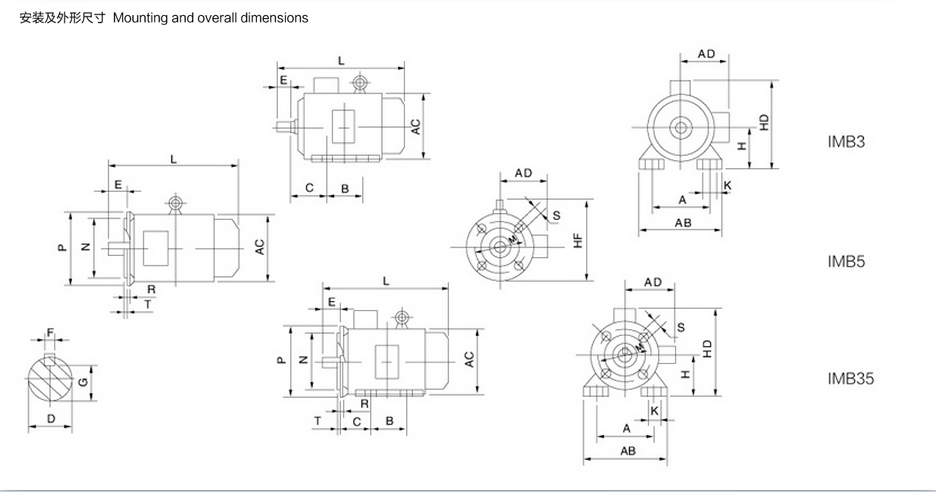 安装及外形尺寸 Mounting and overall dimensions
L
E
AC
C
B
AD
HD
H
K
A
AB
IMB3
L
E
P
N
AC
R
T
AD
S
M
HF
IMB5
L
E
P
N
AC
R
T
C
B
AD
S
M
HD
H
K
A
AB
IMB35
F
G
D